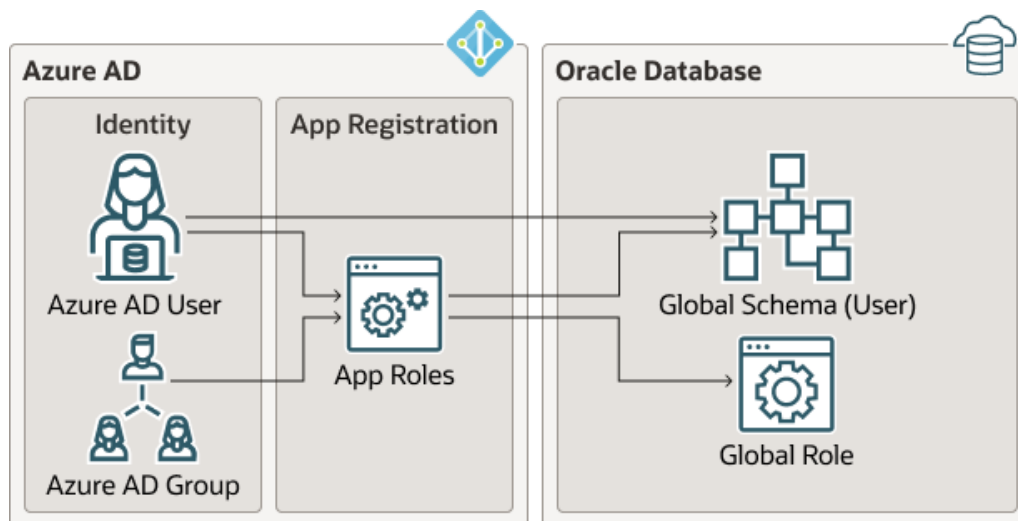 Azure AD
Oracle Database
Identity
App Registration
Azure AD User
Global Schema (User)
App Roles
Global Role
Azure AD Group